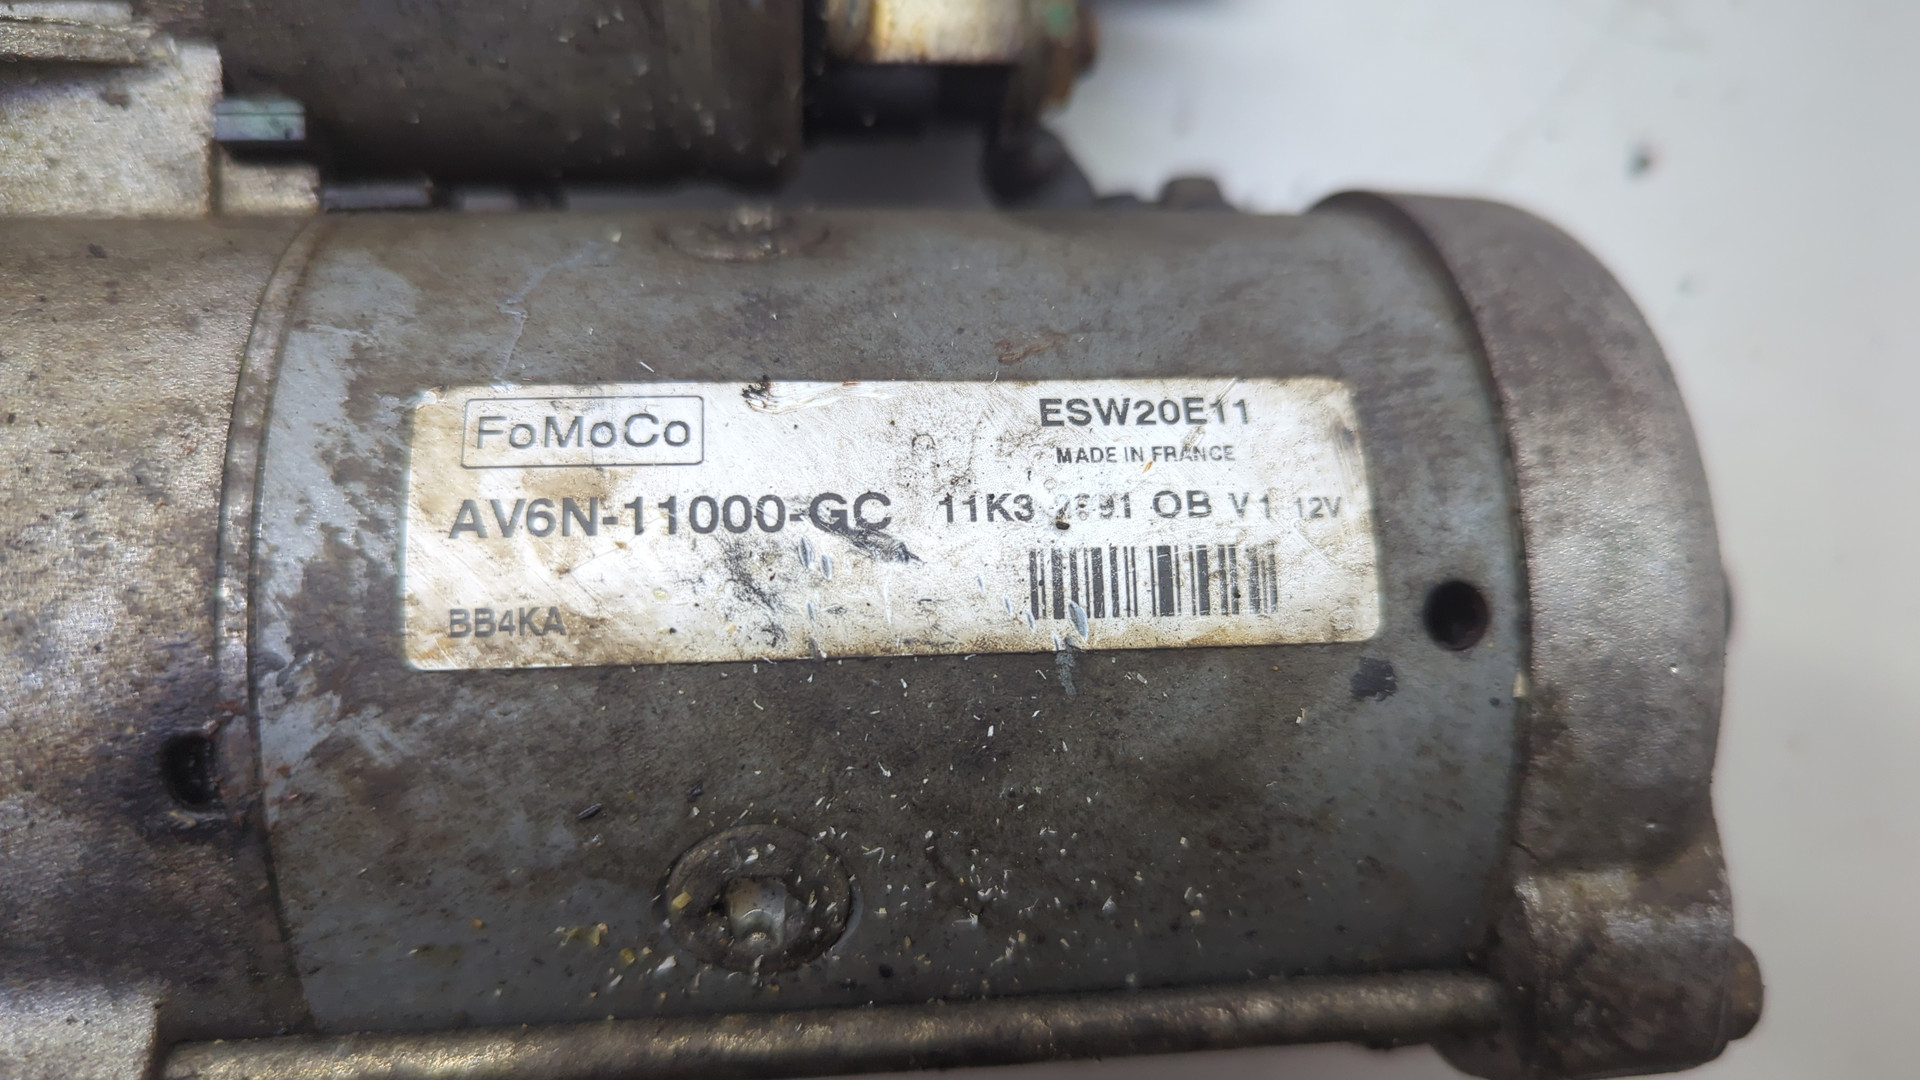 FoMoCo
ESW20E11
MADE IN FRANCE
AV6N-11000-GC 11K3 OB V1 12V
BB4KA